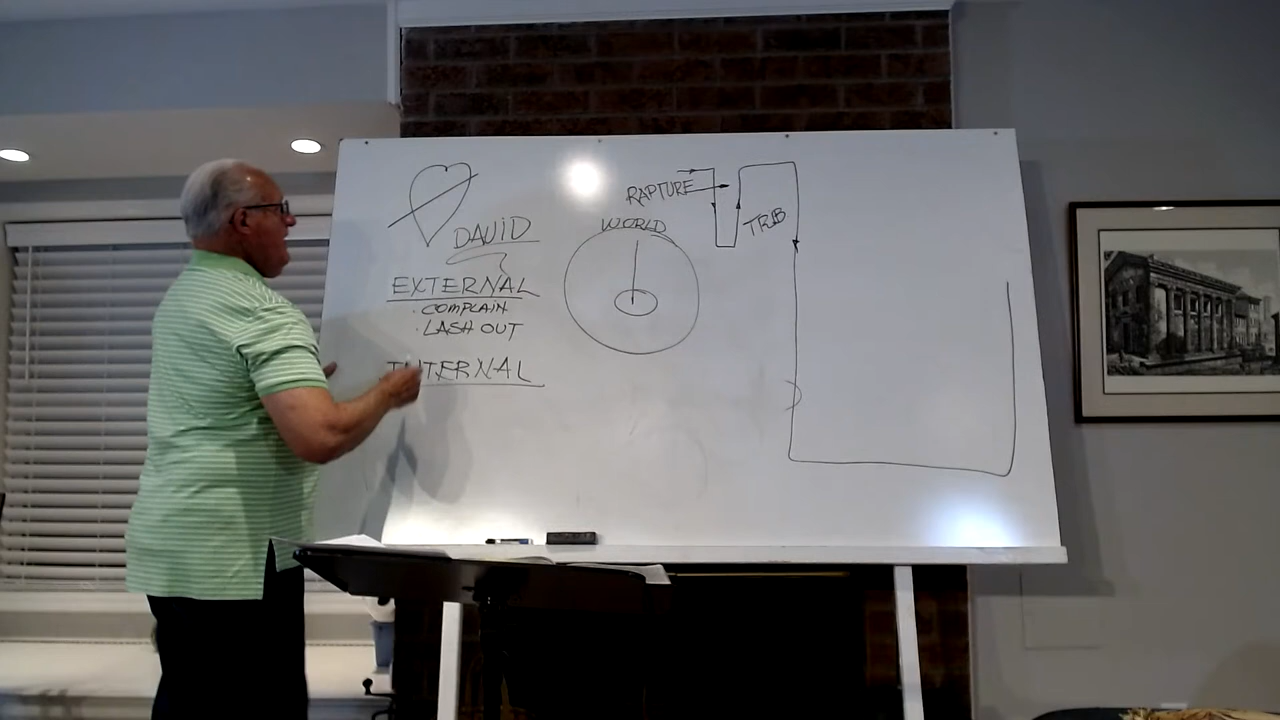 DAVID
EXTERNAL
· COMPLAIN
· LASH OUT
INTERNAL
WORLD
RAPTURE
TRIB